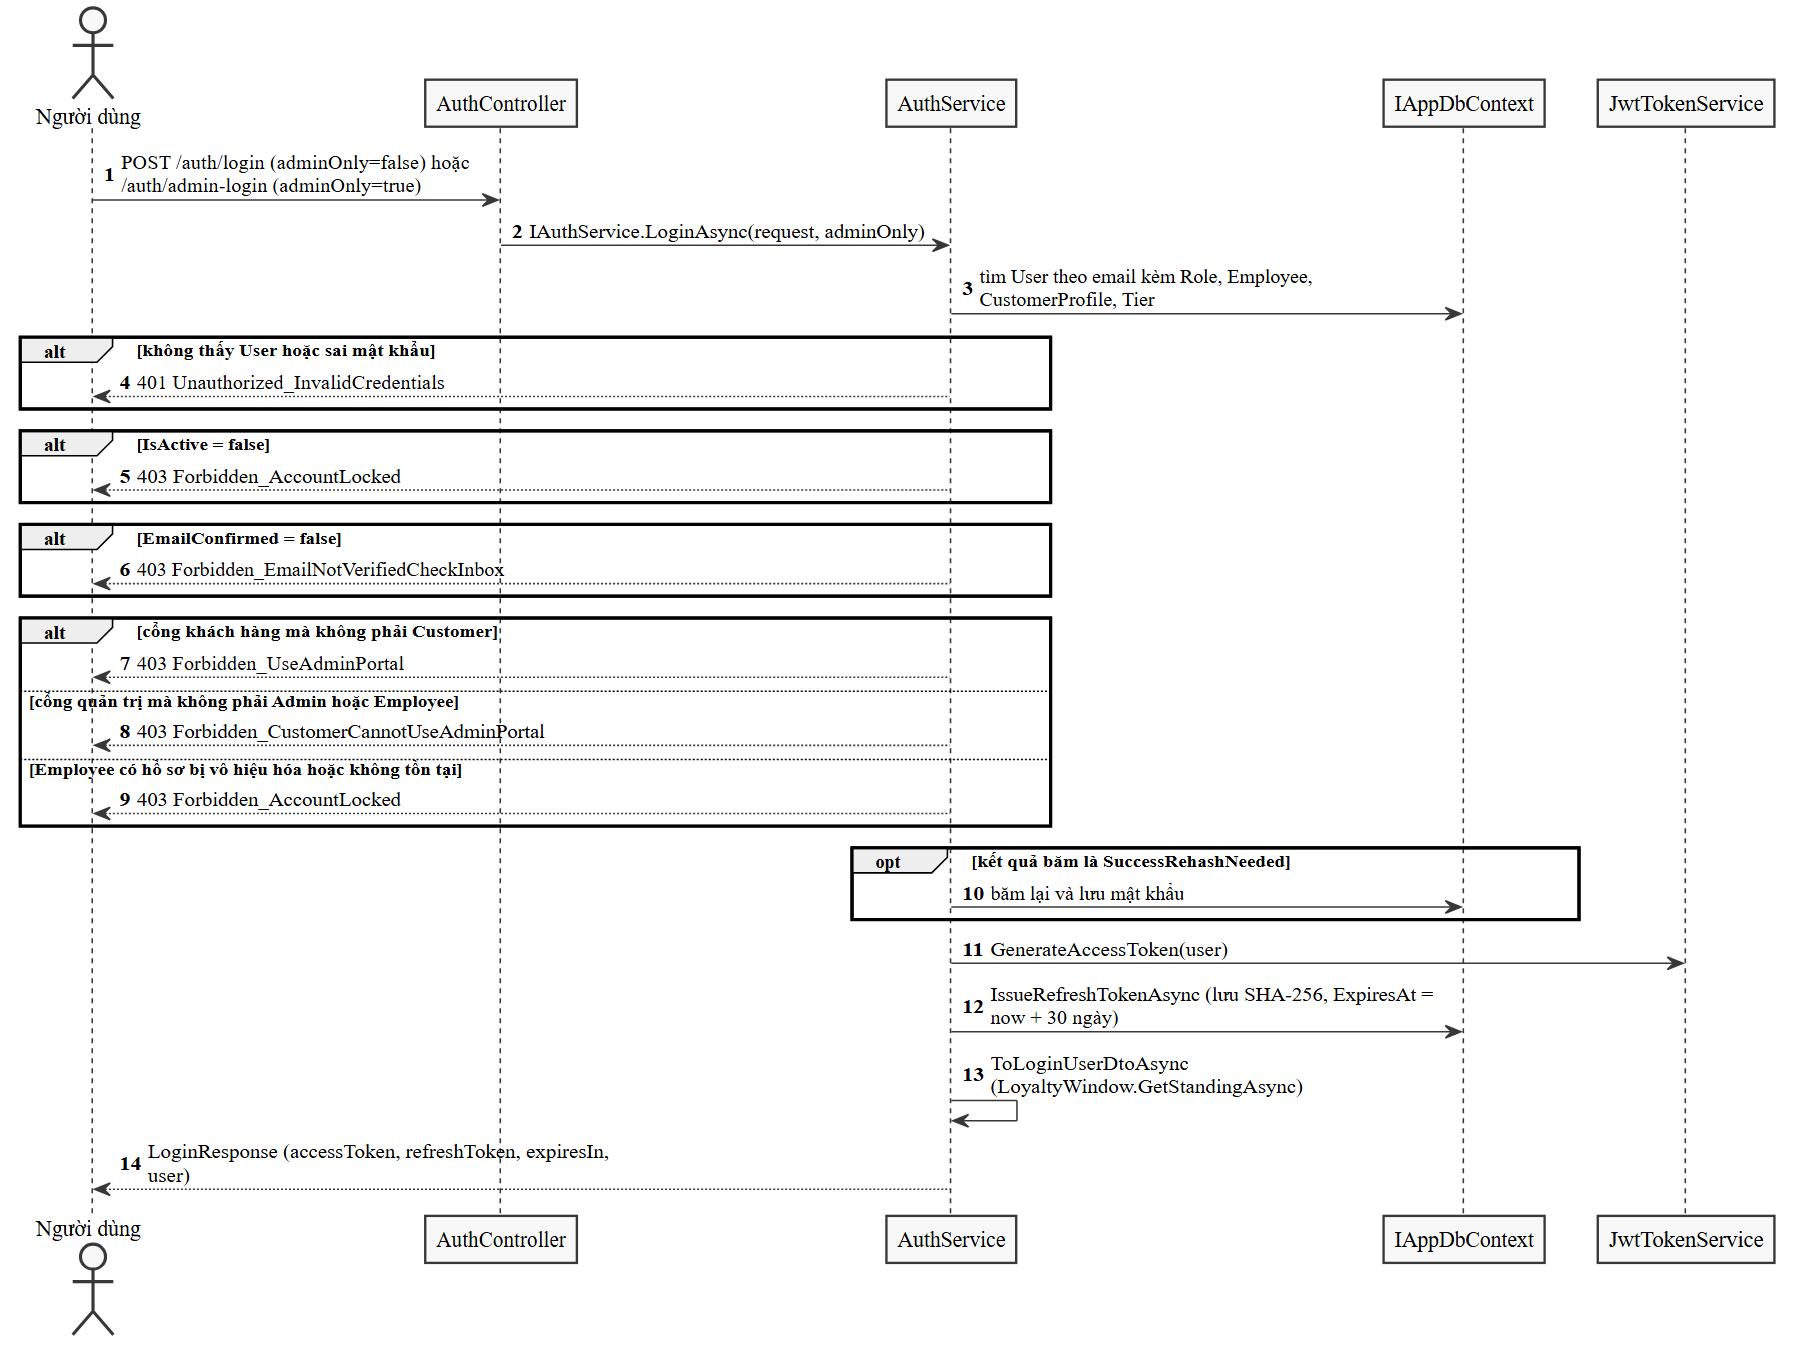 Người dùng
AuthController
AuthService
IAppDbContext
JwtTokenService
1 POST /auth/login (adminOnly=false) hoặc
/auth/admin-login (adminOnly=true)
2 IAuthService.LoginAsync(request, adminOnly)
3 tìm User theo email kèm Role, Employee,
CustomerProfile, Tier
alt [không thấy User hoặc sai mật khẩu]
4 401 Unauthorized_InvalidCredentials
alt [IsActive = false]
5 403 Forbidden_AccountLocked
alt [EmailConfirmed = false]
6 403 Forbidden_EmailNotVerifiedCheckInbox
alt [cổng khách hàng mà không phải Customer]
7 403 Forbidden_UseAdminPortal
[cổng quản trị mà không phải Admin hoặc Employee]
8 403 Forbidden_CustomerCannotUseAdminPortal
[Employee có hồ sơ bị vô hiệu hóa hoặc không tồn tại]
9 403 Forbidden_AccountLocked
opt [kết quả băm là SuccessRehashNeeded]
10 băm lại và lưu mật khẩu
11 GenerateAccessToken(user)
12 IssueRefreshTokenAsync (lưu SHA-256, ExpiresAt =
now + 30 ngày)
13 ToLoginUserDtoAsync
(LoyaltyWindow.GetStandingAsync)
14 LoginResponse (accessToken, refreshToken, expiresIn,
user)
Người dùng
AuthController
AuthService
IAppDbContext
JwtTokenService